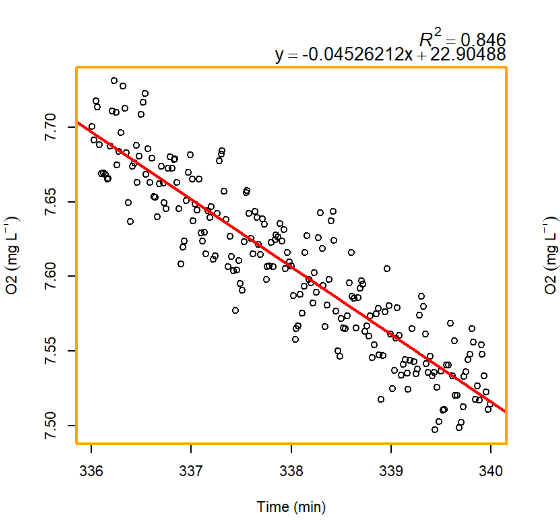 R² = 0.846
y = -0.04526212x + 22.90488
7.70
7.65
7.60
7.55
7.50
O2 (mg L⁻¹)
O2 (mg L⁻¹)
336 337 338 339 340
Time (min)